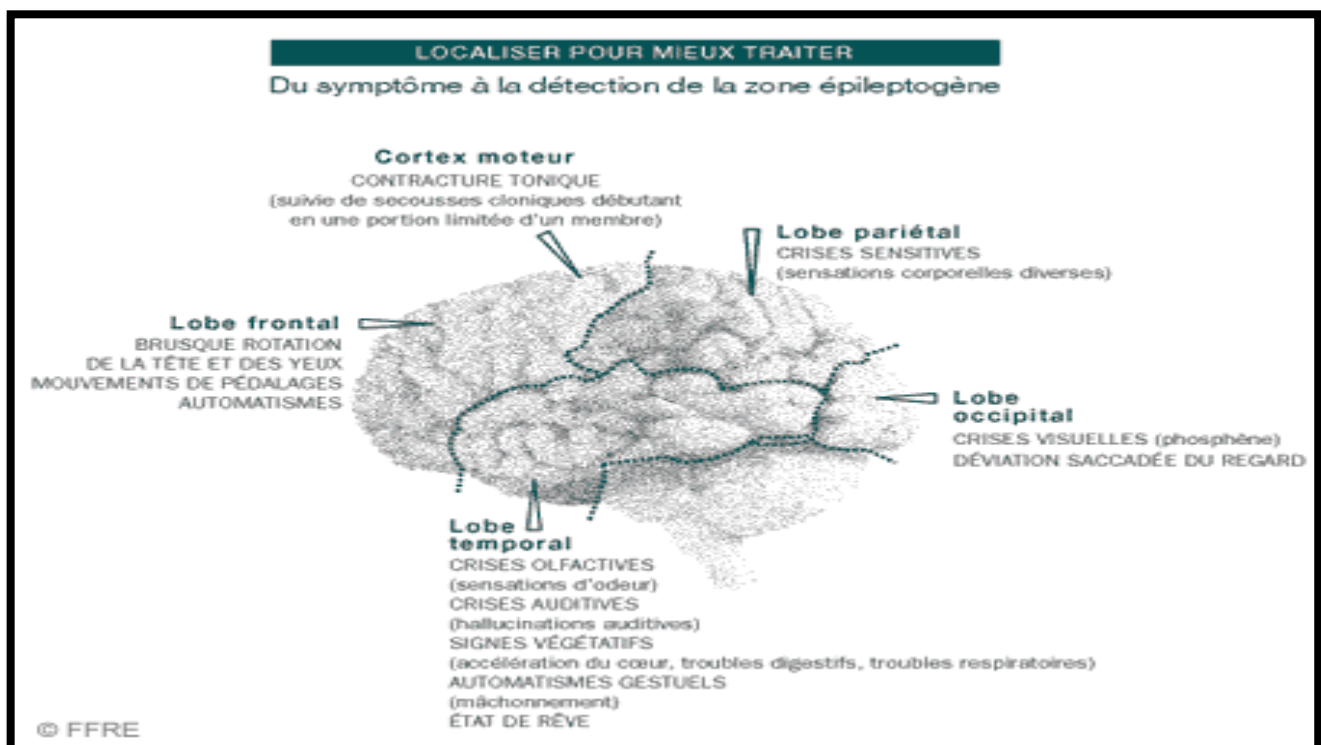 LOCALISER POUR MIEUX TRAITER
Du symptôme à la détection de la zone épileptogène
Cortex moteur
CONTRACTURE TONIQUE
(suivie de secousses cloniques débutant
en une portion limitée d'un membre)
Lobe pariétal
CRISES SENSITIVES
(sensations corporelles diverses)
Lobe frontal
BRUSQUE ROTATION
DE LA TÊTE ET DES YEUX
MOUVEMENTS DE PÉDALAGES
AUTOMATISMES
Lobe
occipital
CRISES VISUELLES (phosphène)
DÉVIATION SACCADÉE DU REGARD
Lobe
temporal
CRISES OLFACTIVES
(sensations d'odeur)
CRISES AUDITIVES
(hallucinations auditives)
SIGNES VÉGÉTATIFS
(accélération du cœur, troubles digestifs, troubles respiratoires)
AUTOMATISMES GESTUELS
(mâchonnement)
ÉTAT DE RÊVE
© FFRE